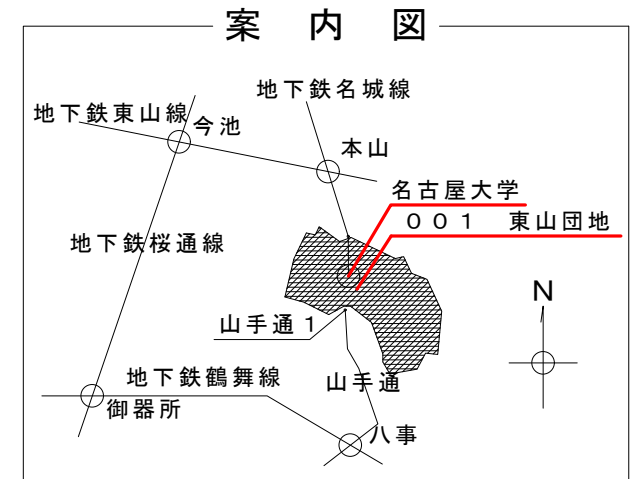 案内図
地下鉄名城線
地下鉄東山線
今池
本山
名古屋大学
００１　東山団地
地下鉄桜通線
N
山手通１
地下鉄鶴舞線
山手通
御器所
八事